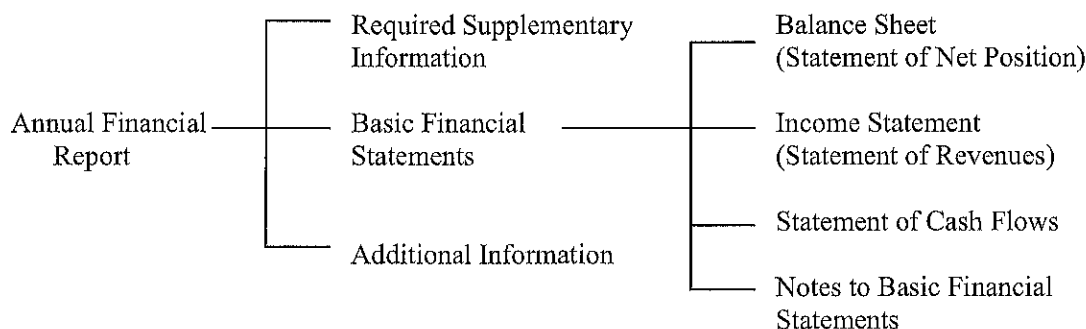 Annual Financial
Report
Required Supplementary
Information
Basic Financial
Statements
Additional Information
Balance Sheet
(Statement of Net Position)
Income Statement
(Statement of Revenues)
Statement of Cash Flows
Notes to Basic Financial
Statements